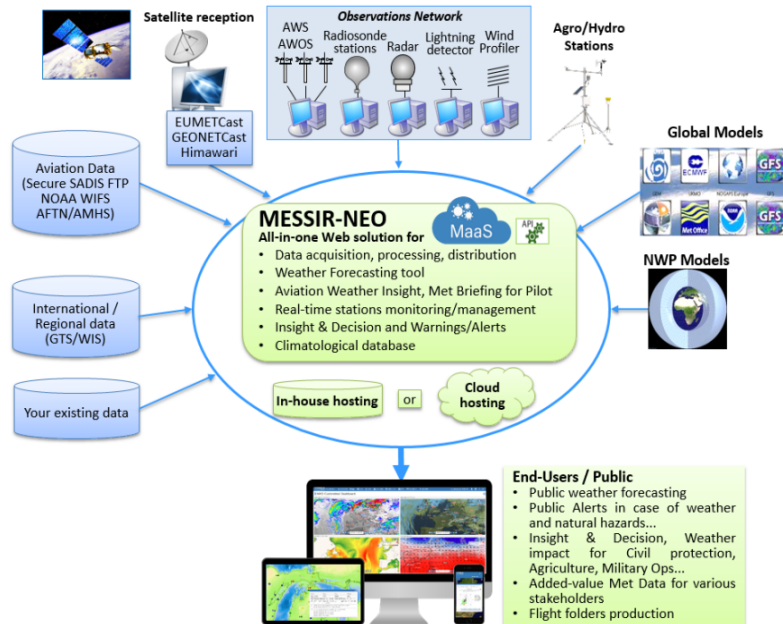 Satellite reception
EUMETCast
GEONETCast
Himawari
Observations Network
AWS
AWOS
Radiosonde
stations
Radar
Lightning
detector
Wind
Profiler
Agro/Hydro
Stations
Global Models
ECMWF
GFS
Met Office
GFS
NWP Models
Aviation Data
(Secure SADIS FTP
NOAA WIFS
AFTN/AMHS)
International /
Regional data
(GTS/WIS)
Your existing data
MESSIR-NEO
MaaS
API
All-in-one Web solution for
• Data acquisition, processing, distribution
• Weather Forecasting tool
• Aviation Weather Insight, Met Briefing for Pilot
• Real-time stations monitoring/management
• Insight & Decision and Warnings/Alerts
• Climatological database
In-house hosting
or
Cloud
hosting
End-Users / Public
• Public weather forecasting
• Public Alerts in case of weather
and natural hazards...
• Insight & Decision, Weather
impact for Civil protection,
Agriculture, Military Ops...
• Added-value Met Data for various
stakeholders
• Flight folders production